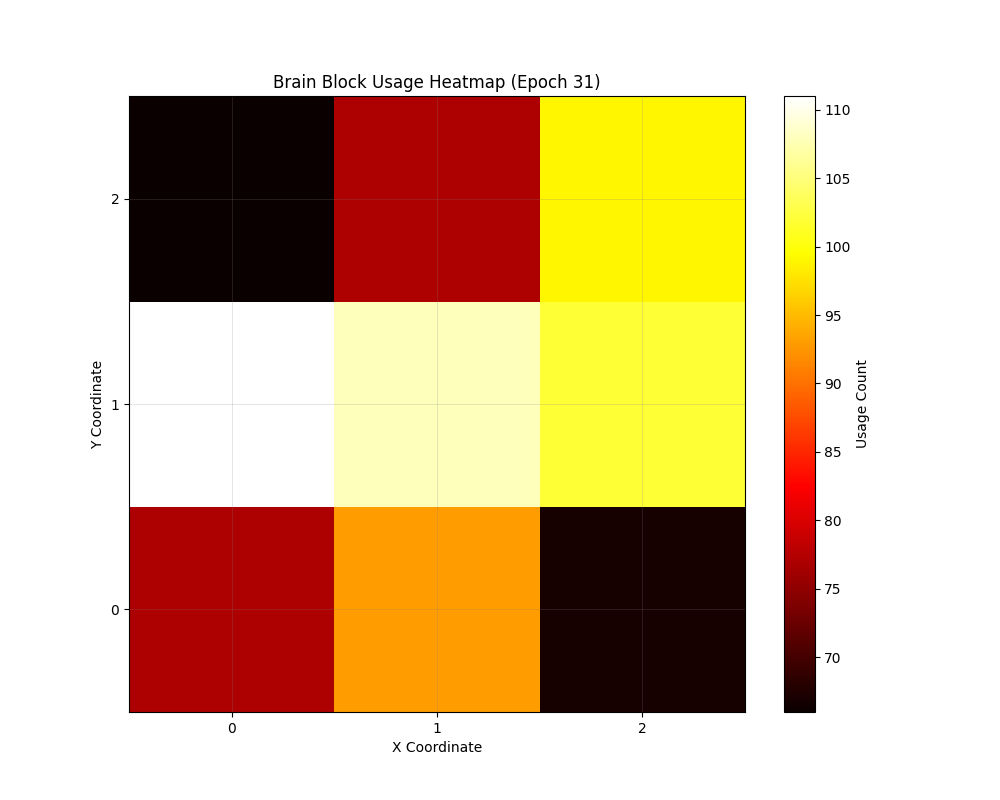 Brain Block Usage Heatmap (Epoch 31)
2
1
0
Y Coordinate
0 1 2
X Coordinate
110
105
100
95
90
85
80
75
70
Usage Count